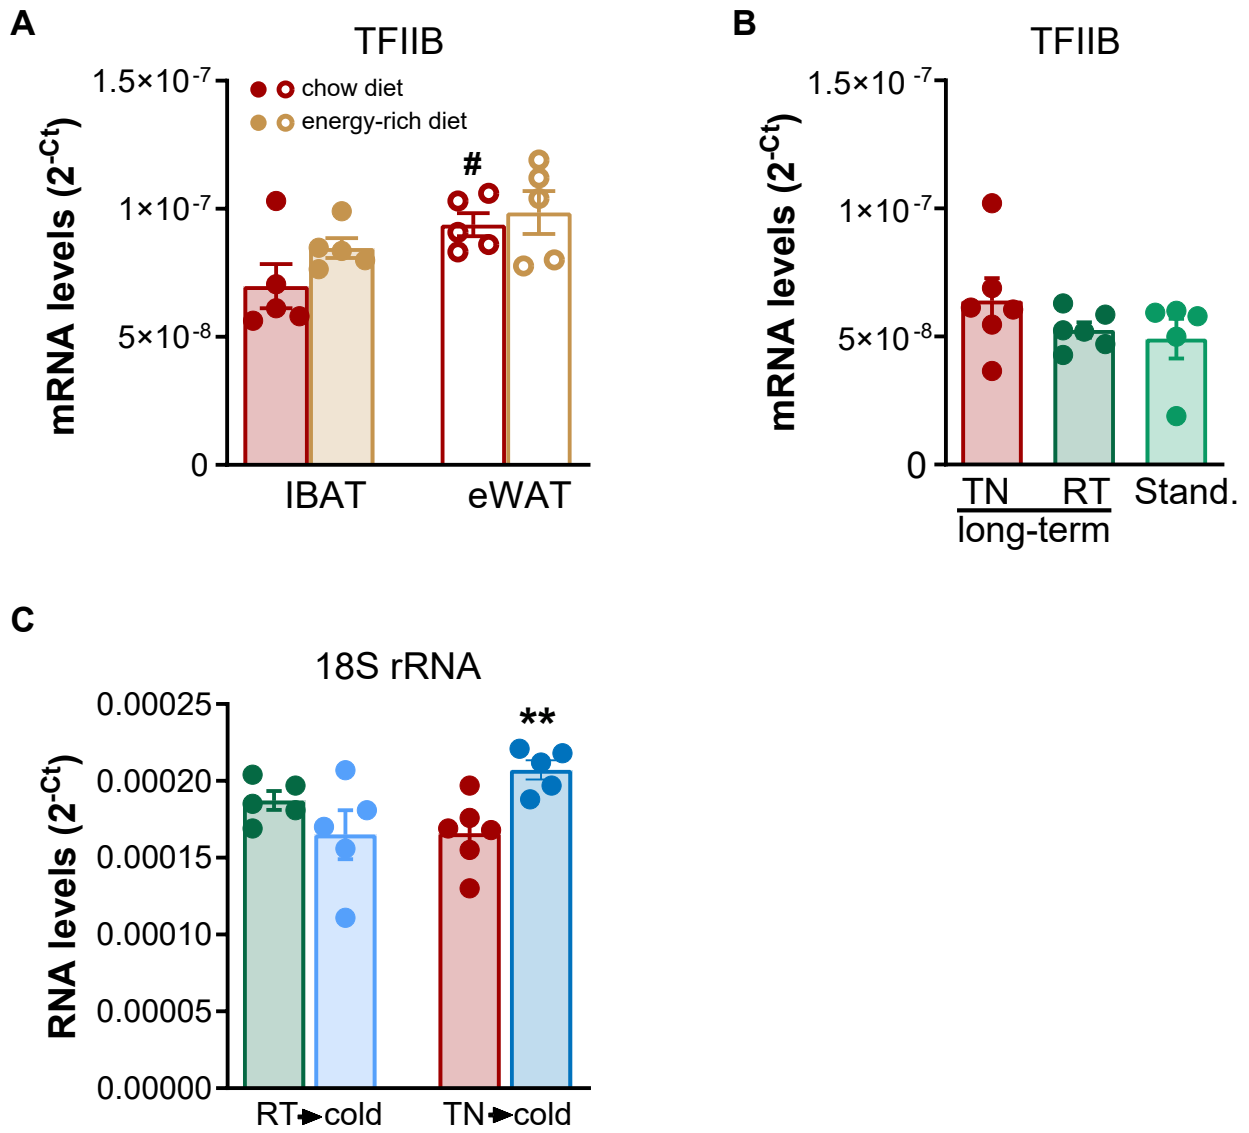 A
TFIIB
mRNA levels (2^-Ct)
1.5×10^-7
1×10^-7
5×10^-8
0
chow diet
energy-rich diet
#
IBAT eWAT
B
TFIIB
mRNA levels (2^-Ct)
1.5×10^-7
1×10^-7
5×10^-8
0
TN RT Stand.
long-term
C
18S rRNA
RNA levels (2^-Ct)
0.00025
0.00020
0.00015
0.00010
0.00005
0.00000
**
RT➤cold TN➤cold